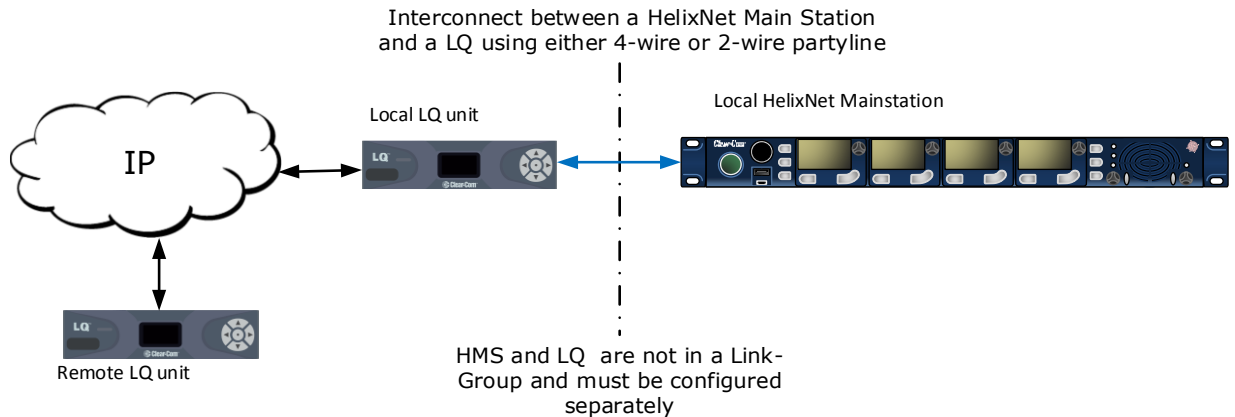 Interconnect between a HelixNet Main Station
and a LQ using either 4-wire or 2-wire partyline
Local LQ unit
Local HelixNet Mainstation
IP
LQ
Clear-Com
Clear-Com
LQ
Clear-Com
Remote LQ unit
HMS and LQ are not in a Link-
Group and must be configured
separately